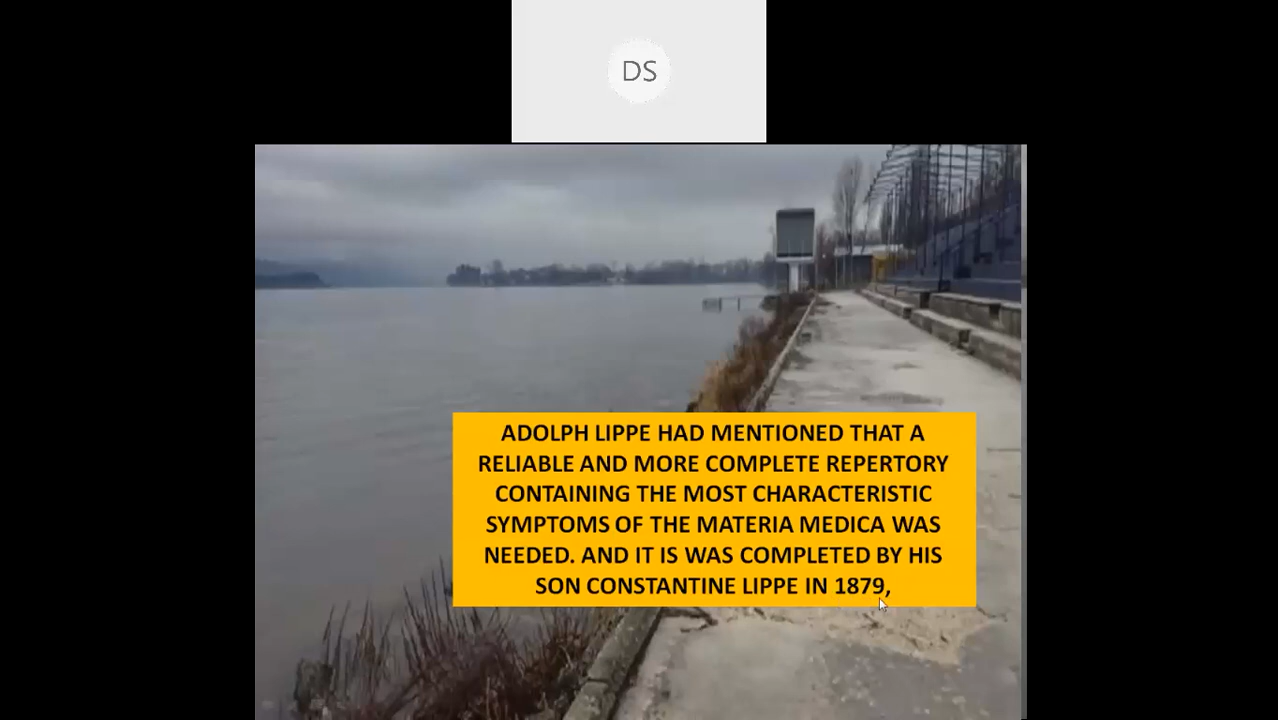 DS
ADOLPH LIPPE HAD MENTIONED THAT A
RELIABLE AND MORE COMPLETE REPERTORY
CONTAINING THE MOST CHARACTERISTIC
SYMPTOMS OF THE MATERIA MEDICA WAS
NEEDED. AND IT IS WAS COMPLETED BY HIS
SON CONSTANTINE LIPPE IN 1879,